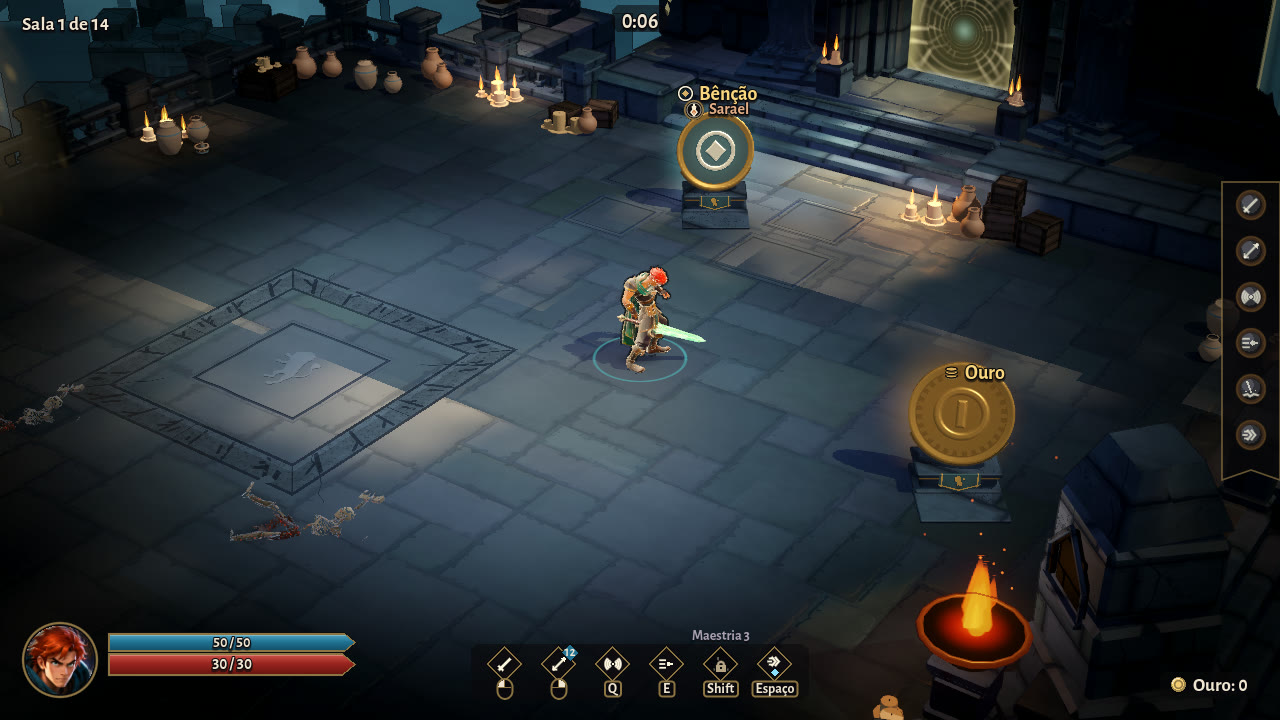 Sala 1 de 14
0:06
Bênção
Sarael
Ouro
50/50
30/30
Maestria 3
12
Q
E
Shift
Espaço
Ouro: 0